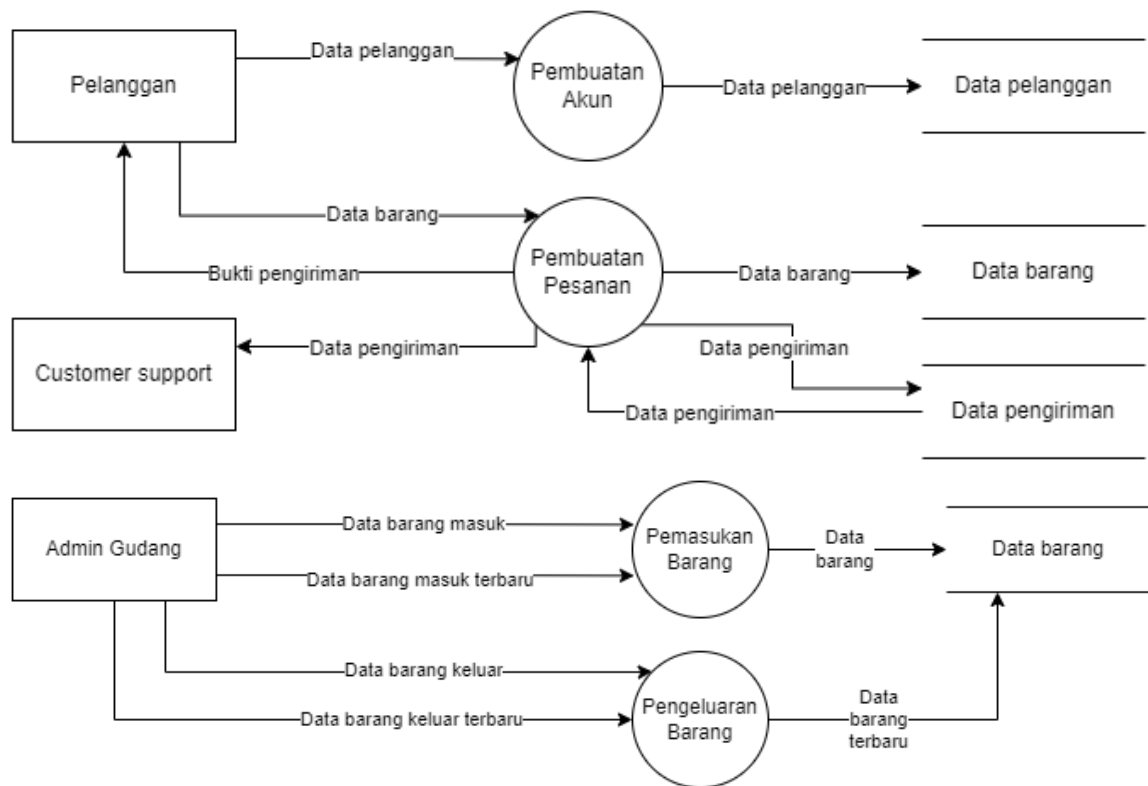 Data pelanggan
Pelanggan
Pembuatan
Akun
Data pelanggan
Data pelanggan
Data barang
Bukti pengiriman
Pembuatan
Pesanan
Data barang
Data barang
Customer support
Data pengiriman
Data pengiriman
Data pengiriman
Data pengiriman
Admin Gudang
Data barang masuk
Data barang masuk terbaru
Pemasukan
Barang
Data
barang
Data barang
Data barang keluar
Data barang keluar terbaru
Pengeluaran
Barang
Data
barang
terbaru